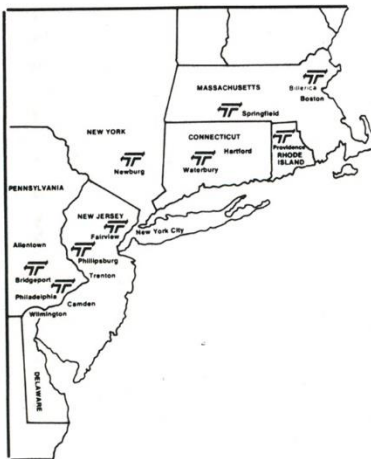 MASSACHUSETTS
Billerica
Boston
Springfield
NEW YORK
CONNECTICUT
Hartford
Providence
RHODE
ISLAND
Newburg
Waterbury
PENNSYLVANIA
NEW JERSEY
Fairview
New York City
Allentown
Phillipsburg
Trenton
Bridgeport
Philadelphia
Camden
Wilmington
DELAWARE